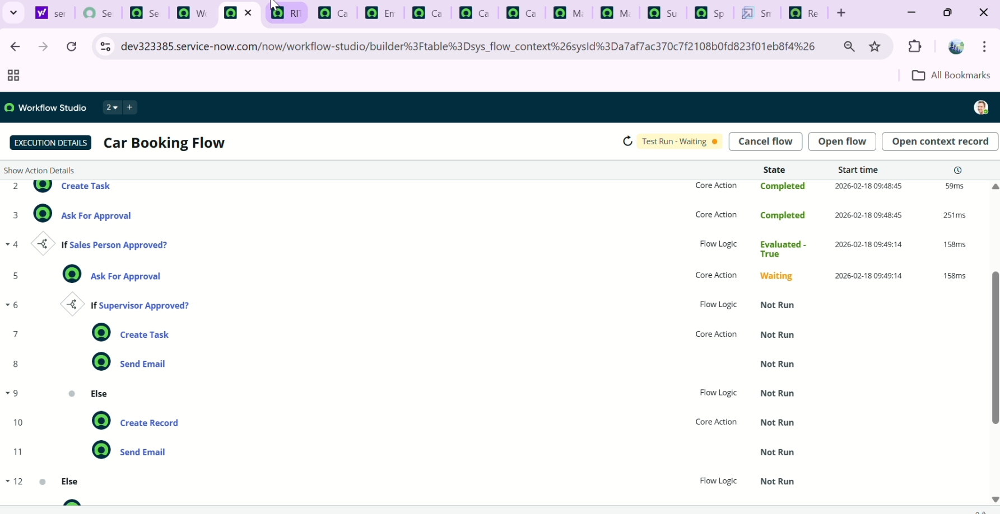 ser
Se
Se
Wo
RIT
Ca
Em
Ca
Ca
Ca
Ma
Ma
Su
Sp
Sm
Re
dev323385.service-now.com/now/workflow-studio/builder%3Ftable%3Dsys_flow_context%26sysId%3Da7af7ac370c7f2108b0fd823f01eb8f4%26
All Bookmarks
Workflow Studio 2 +
EXECUTION DETAILS Car Booking Flow Test Run - Waiting Cancel flow Open flow Open context record
Show Action Details State Start time
2 Create Task Core Action Completed 2026-02-18 09:48:45 59ms
3 Ask For Approval Core Action Completed 2026-02-18 09:48:45 251ms
4 If Sales Person Approved? Flow Logic Evaluated - 2026-02-18 09:49:14 158ms
True
5 Ask For Approval Core Action Waiting 2026-02-18 09:49:14 158ms
6 If Supervisor Approved? Flow Logic Not Run
7 Create Task Core Action Not Run
8 Send Email Not Run
9 Else Flow Logic Not Run
10 Create Record Core Action Not Run
11 Send Email Not Run
12 Else Flow Logic Not Run